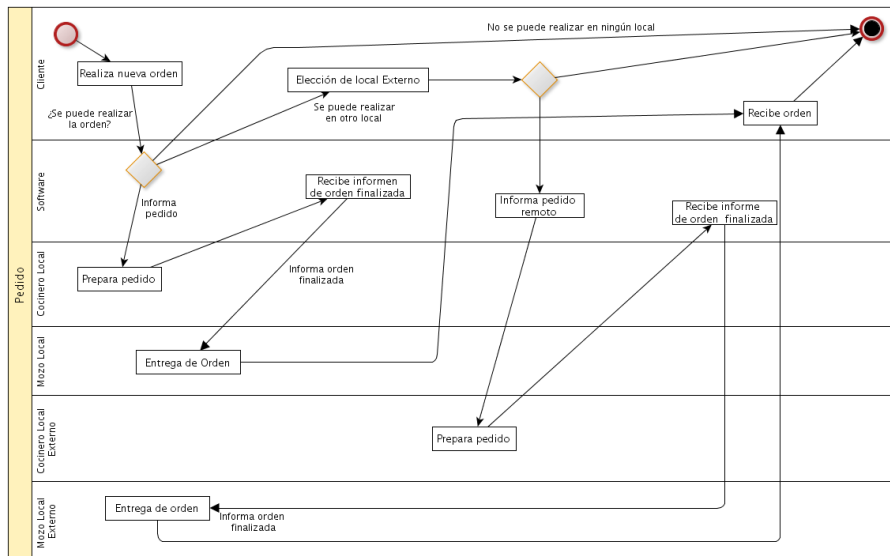 Pedido
Cliente
Realiza nueva orden
¿Se puede realizar
la orden?
No se puede realizar en ningún local
Elección de local Externo
Se puede realizar
en otro local
Recibe orden
Software
Informa
pedido
Recibe informen
de orden finalizada
Informa pedido
remoto
Recibe informe
de orden finalizada
Cocinero Local
Prepara pedido
Informa orden
finalizada
Mozo Local
Entrega de Orden
Cocinero Local
Externo
Prepara pedido
Mozo Local
Externo
Entrega de orden
Informa orden
finalizada